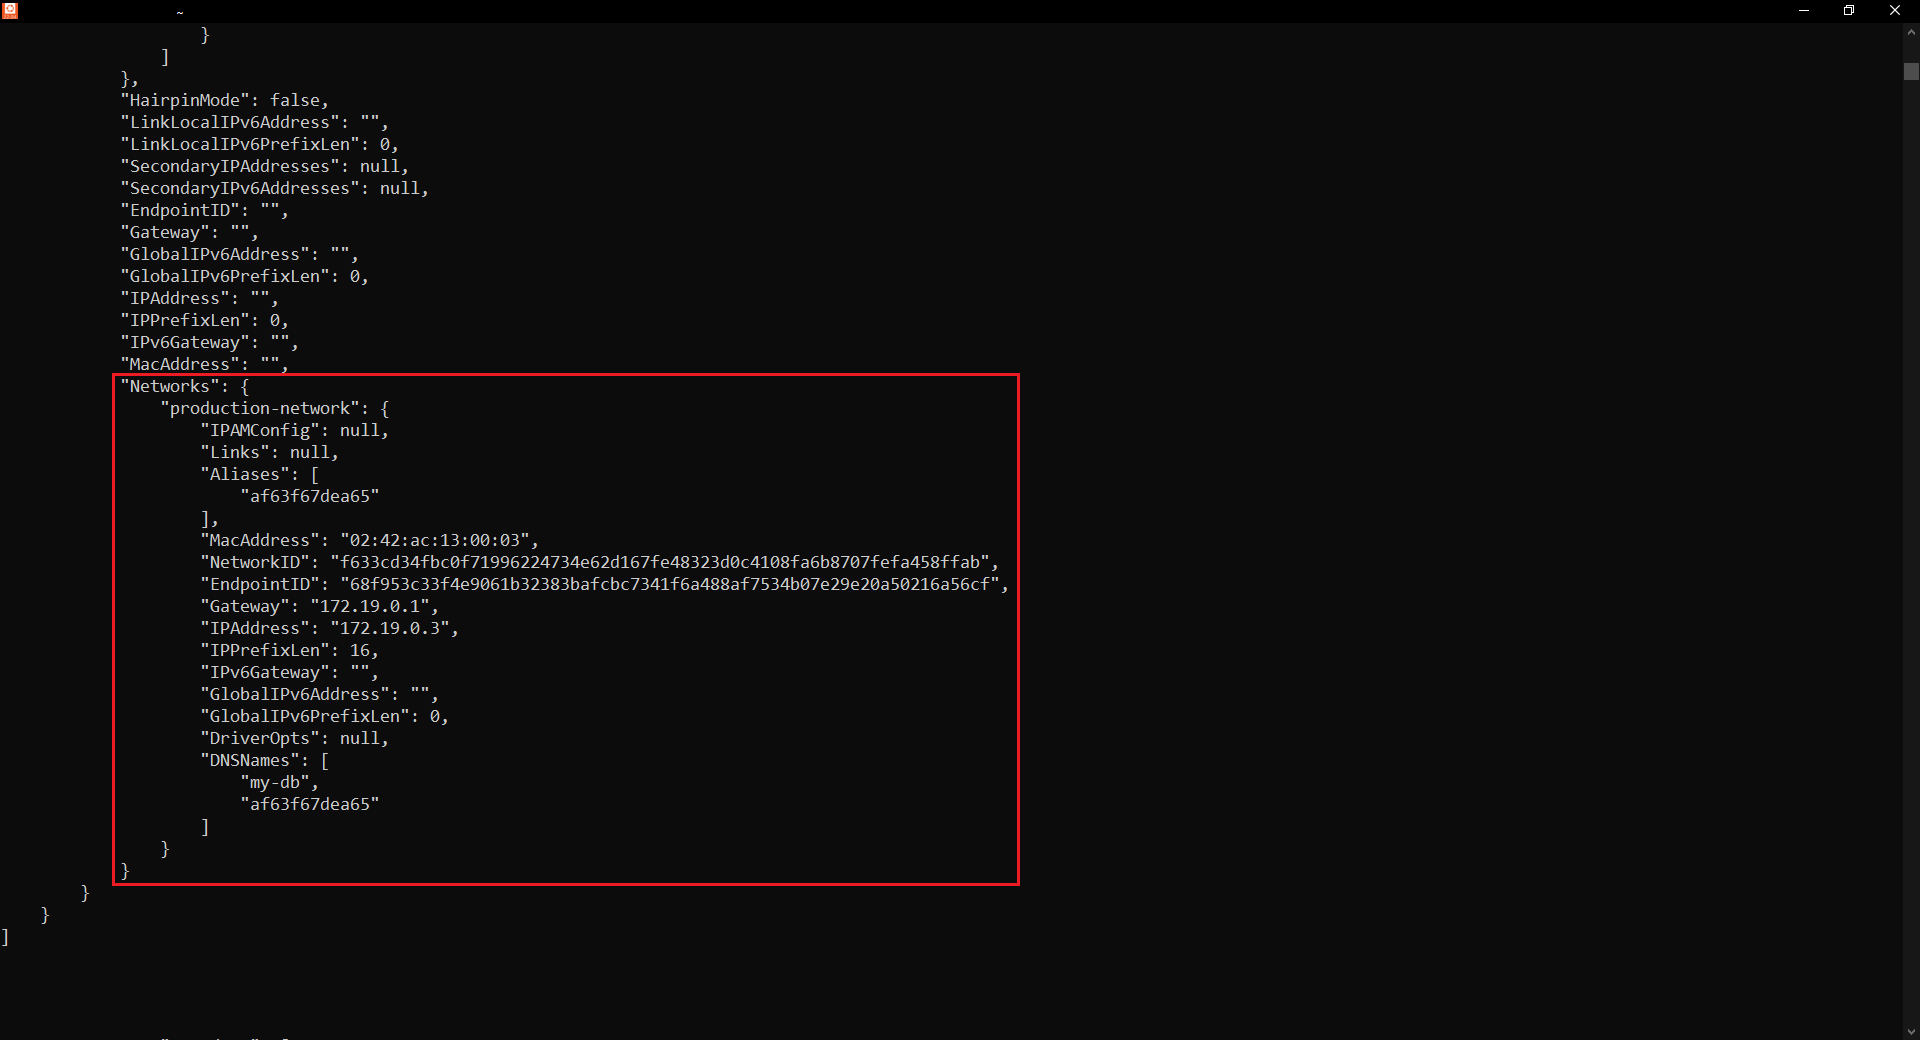 ~
}
]
},
"HairpinMode": false,
"LinkLocalIPv6Address": "",
"LinkLocalIPv6PrefixLen": 0,
"SecondaryIPAddresses": null,
"SecondaryIPv6Addresses": null,
"EndpointID": "",
"Gateway": "",
"GlobalIPv6Address": "",
"GlobalIPv6PrefixLen": 0,
"IPAddress": "",
"IPPrefixLen": 0,
"IPv6Gateway": "",
"MacAddress": "",
"Networks": {
"production-network": {
"IPAMConfig": null,
"Links": null,
"Aliases": [
"af63f67dea65"
],
"MacAddress": "02:42:ac:13:00:03",
"NetworkID": "f633cd34fbc0f71996224734e62d167fe48323d0c4108fa6b8707fefa458ffab",
"EndpointID": "68f953c33f4e9061b32383bafcbc7341f6a488af7534b07e29e20a50216a56cf",
"Gateway": "172.19.0.1",
"IPAddress": "172.19.0.3",
"IPPrefixLen": 16,
"IPv6Gateway": "",
"GlobalIPv6Address": "",
"GlobalIPv6PrefixLen": 0,
"DriverOpts": null,
"DNSNames": [
"my-db",
"af63f67dea65"
]
}
}
}
}
]